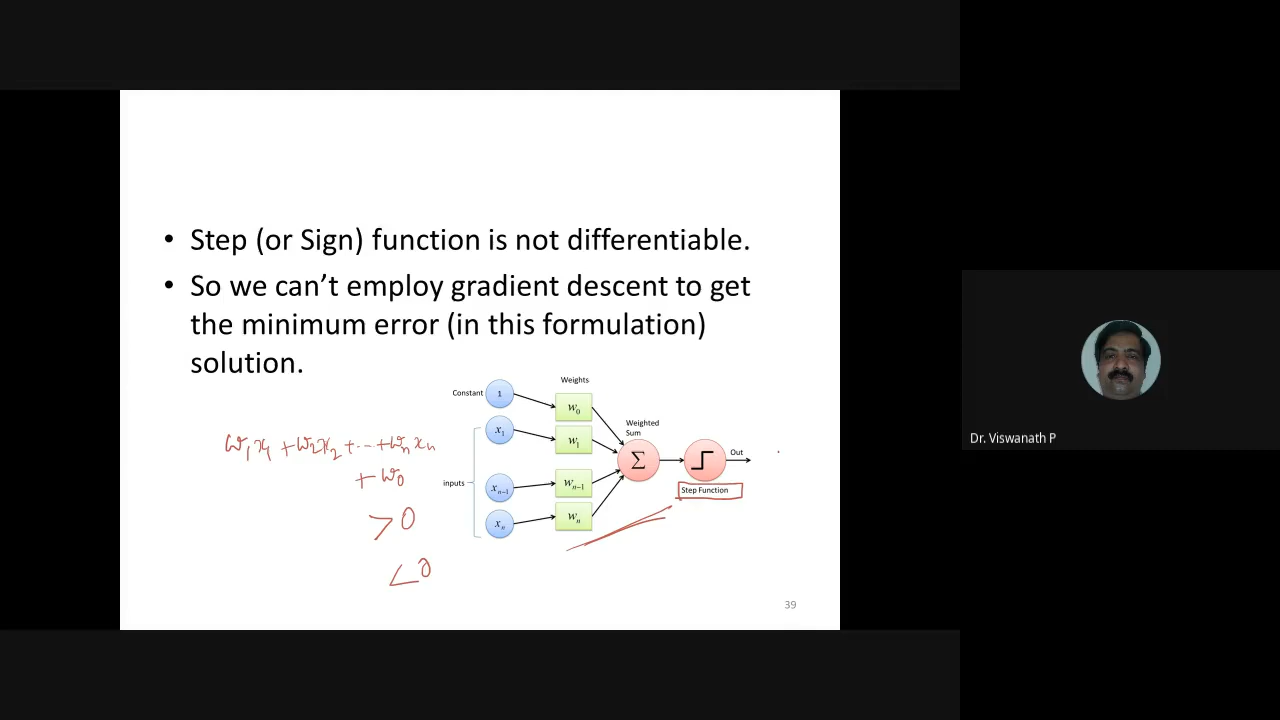 • Step (or Sign) function is not differentiable.
• So we can't employ gradient descent to get
the minimum error (in this formulation)
solution.
Weights
Constant 1 w₀
x₁ w₁
Weighted
Sum
Σ
Out
inputs
xₙ₋₁ wₙ₋₁
Step Function
xₙ wₙ
w₁x₁ + w₂x₂ + ... + wₙxₙ
+ w₀
> 0
< 0
39
Dr. Viswanath P